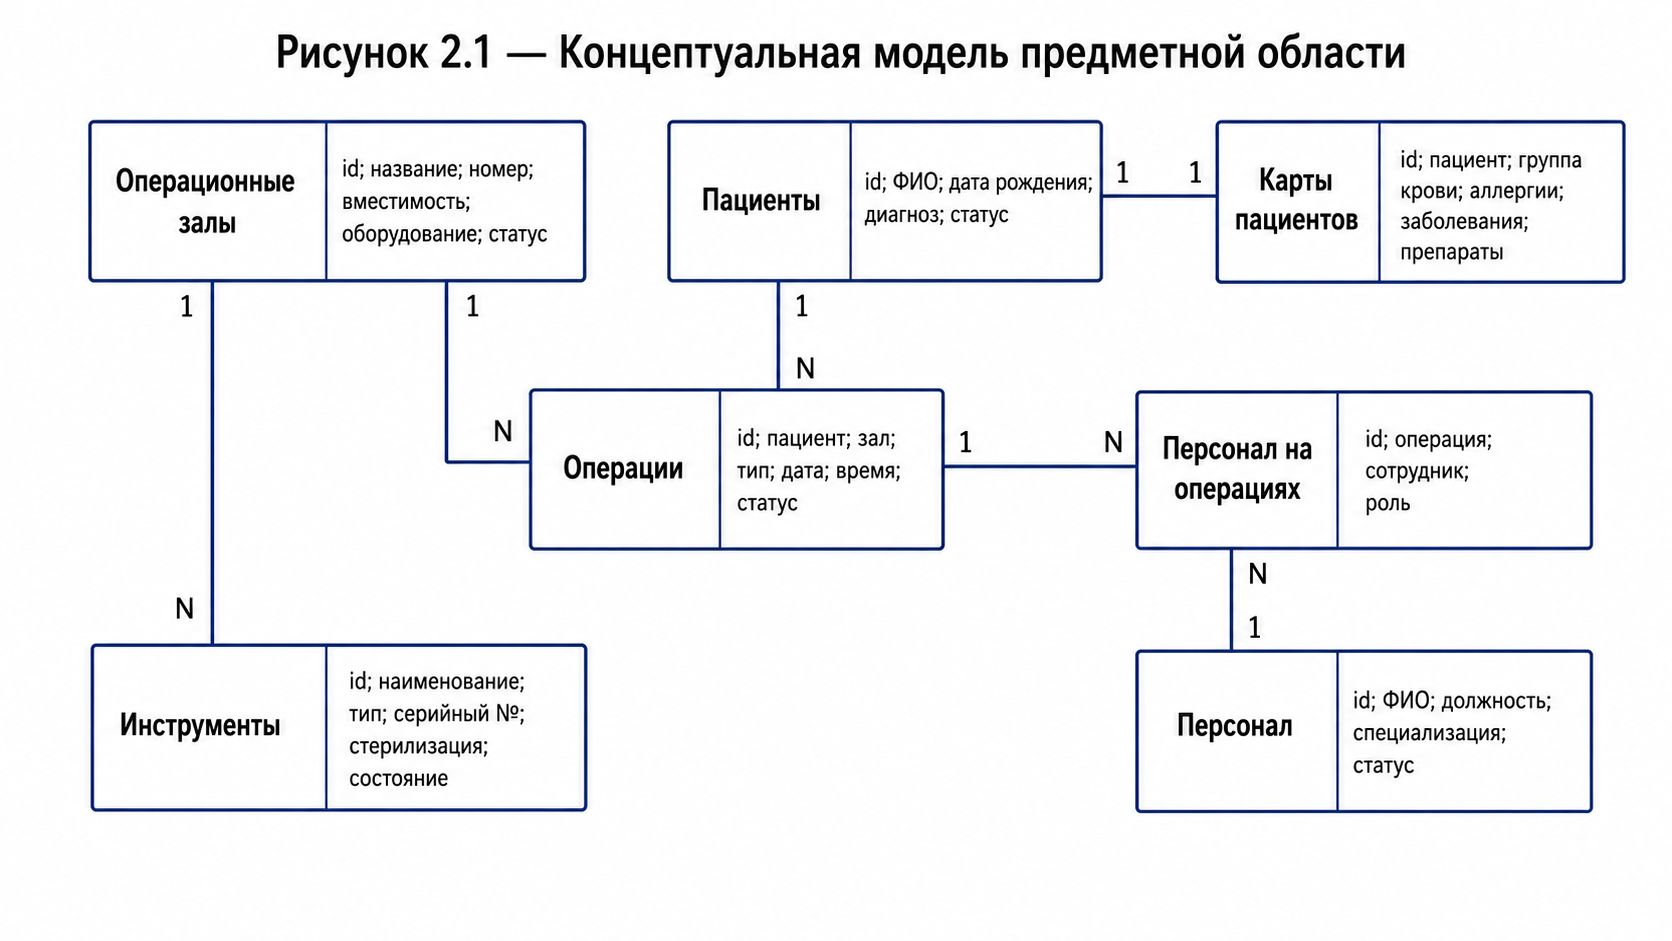 Рисунок 2.1 — Концептуальная модель предметной области
Операционные
залы
id; название; номер;
вместимость;
оборудование; статус
Пациенты
id; ФИО; дата рождения;
диагноз; статус
1
1
Карты
пациентов
id; пациент; группа
крови; аллергии;
заболевания;
препараты
1
1
1
N
N
Операции
id; пациент; зал;
тип; дата; время;
статус
1
N
Персонал на
операциях
id; операция;
сотрудник;
роль
N
1
N
Инструменты
id; наименование;
тип; серийный №;
стерилизация;
состояние
Персонал
id; ФИО; должность;
специализация;
статус